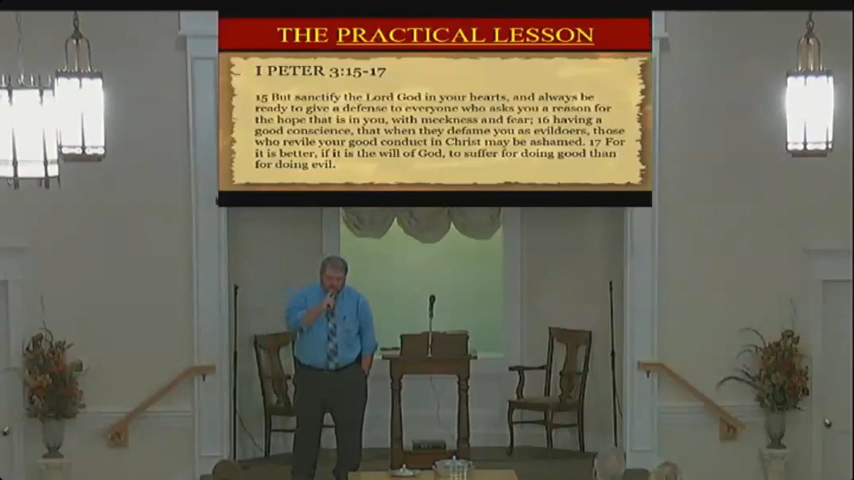 THE PRACTICAL LESSON
I PETER 3:15-17
15 But sanctify the Lord God in your hearts, and always be
ready to give a defense to everyone who asks you a reason for
the hope that is in you, with meekness and fear; 16 having a
good conscience, that when they defame you as evildoers, those
who revile your good conduct in Christ may be ashamed. 17 For
it is better, if it is the will of God, to suffer for doing good than
for doing evil.